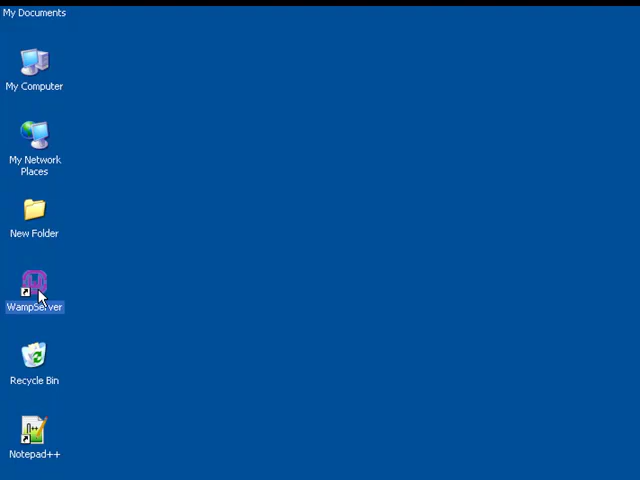 My Documents
My Computer
My Network
Places
New Folder
WampServer
Recycle Bin
Notepad++